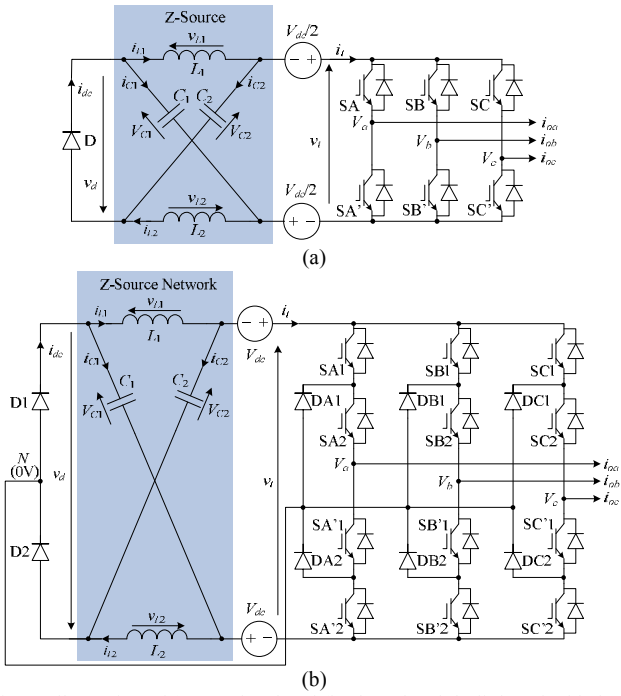 Z-Source
v_L1
V_dc/2
i_i
i_L1
L_1
i_C1
i_C2
i_dc
C_1
C_2
SA
SB
SC
V_C1
V_C2
V_a
i_oa
D
v_i
V_b
i_ob
v_d
V_c
i_oc
v_L2
V_dc/2
SA'
SB'
SC'
i_L2
L_2
(a)
Z-Source Network
v_L1
i_L1
i_i
L_1
V_dc
i_dc
i_C1
i_C2
SA1
SB1
SC1
C_1
C_2
D1
V_C1
V_C2
DA1
DB1
DC1
SA2
SB2
SC2
N
(0V)
v_d
v_i
V_a
i_oa
V_b
i_ob
V_c
i_oc
D2
SA'1
SB'1
SC'1
DA2
DB2
DC2
v_L2
V_dc
i_L2
L_2
SA'2
SB'2
SC'2
(b)